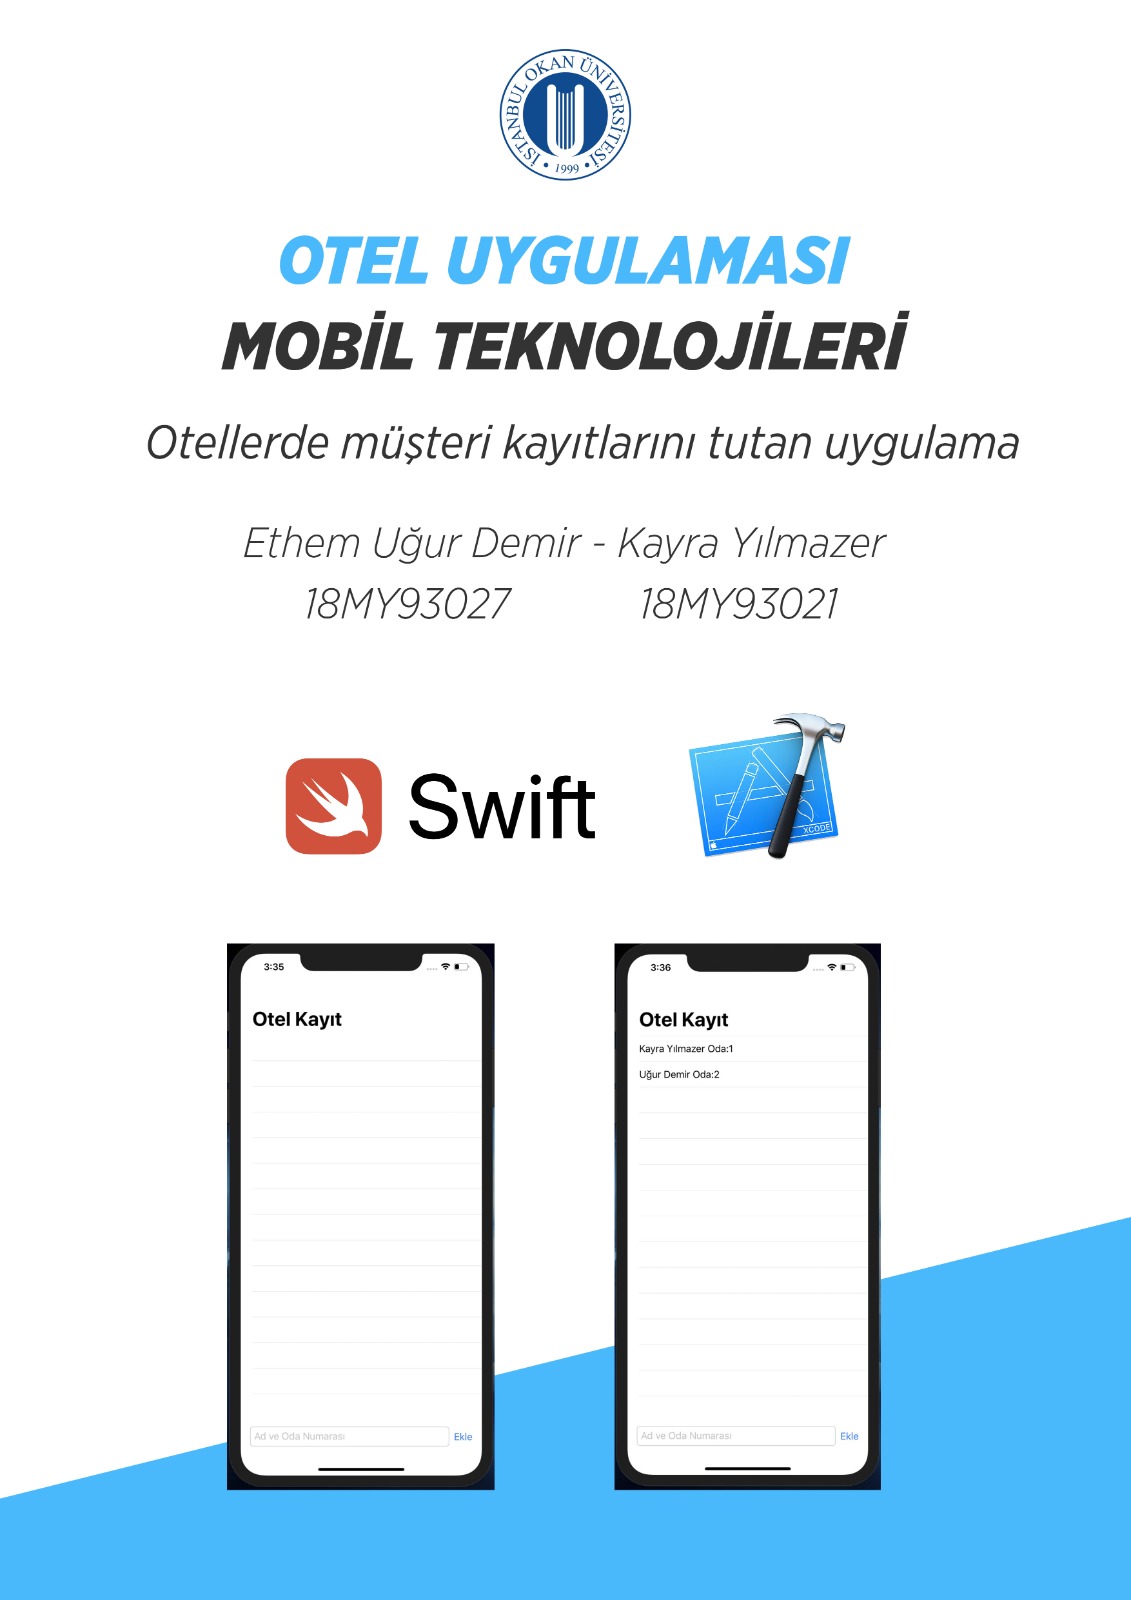 İSTANBUL OKAN ÜNİVERSİTESİ
• 1999 •
OTEL UYGULAMASI
MOBİL TEKNOLOJİLERİ
Otellerde müşteri kayıtlarını tutan uygulama
Ethem Uğur Demir - Kayra Yılmazer
18MY93027 18MY93021
Swift
XCODE
3:35
Otel Kayıt
Ad ve Oda Numarası Ekle
3:36
Otel Kayıt
Kayra Yılmazer Oda:1
Uğur Demir Oda:2
Ad ve Oda Numarası Ekle